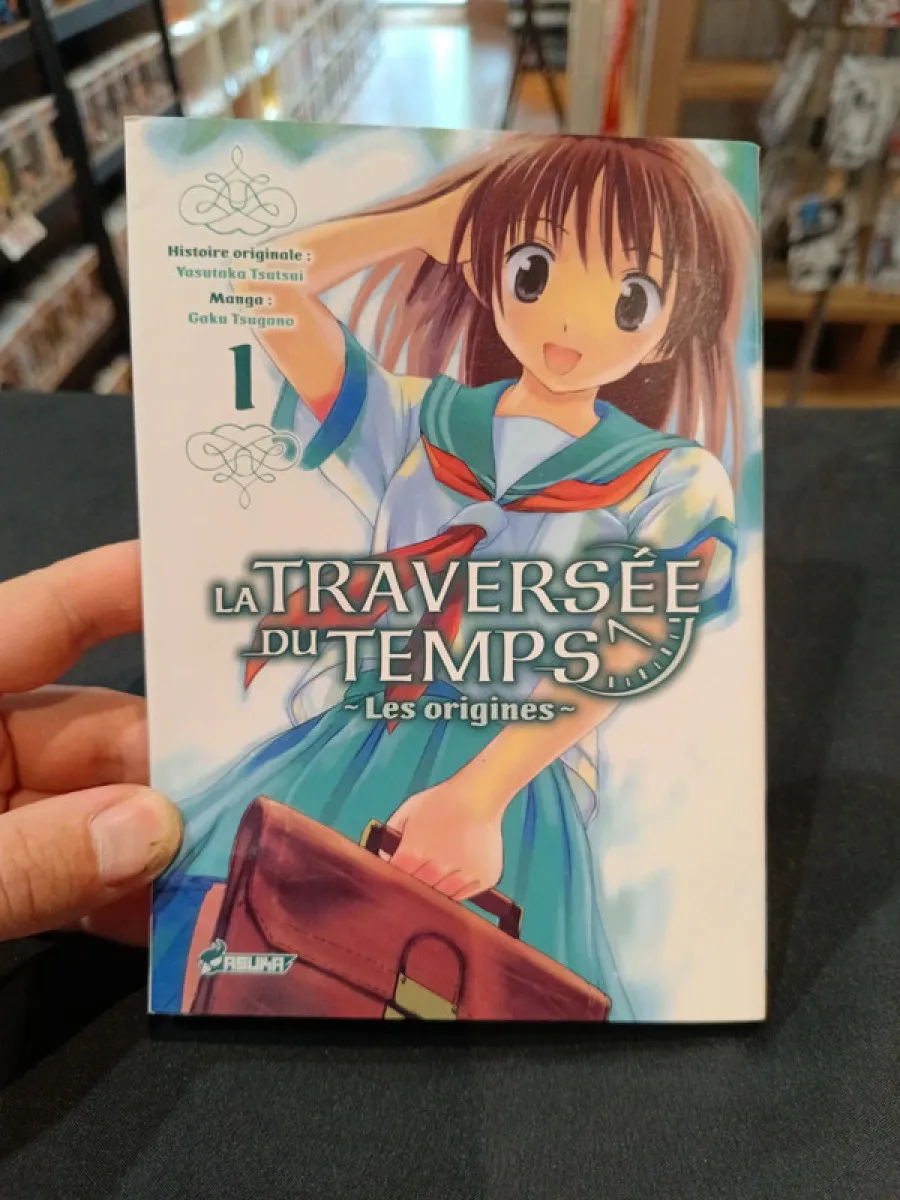 Histoire originale :
Yasutaka Tsutsui
Manga :
Gaku Tsugano
1
LA TRAVERSÉE
DU TEMPS
~Les origines~
ASUKA